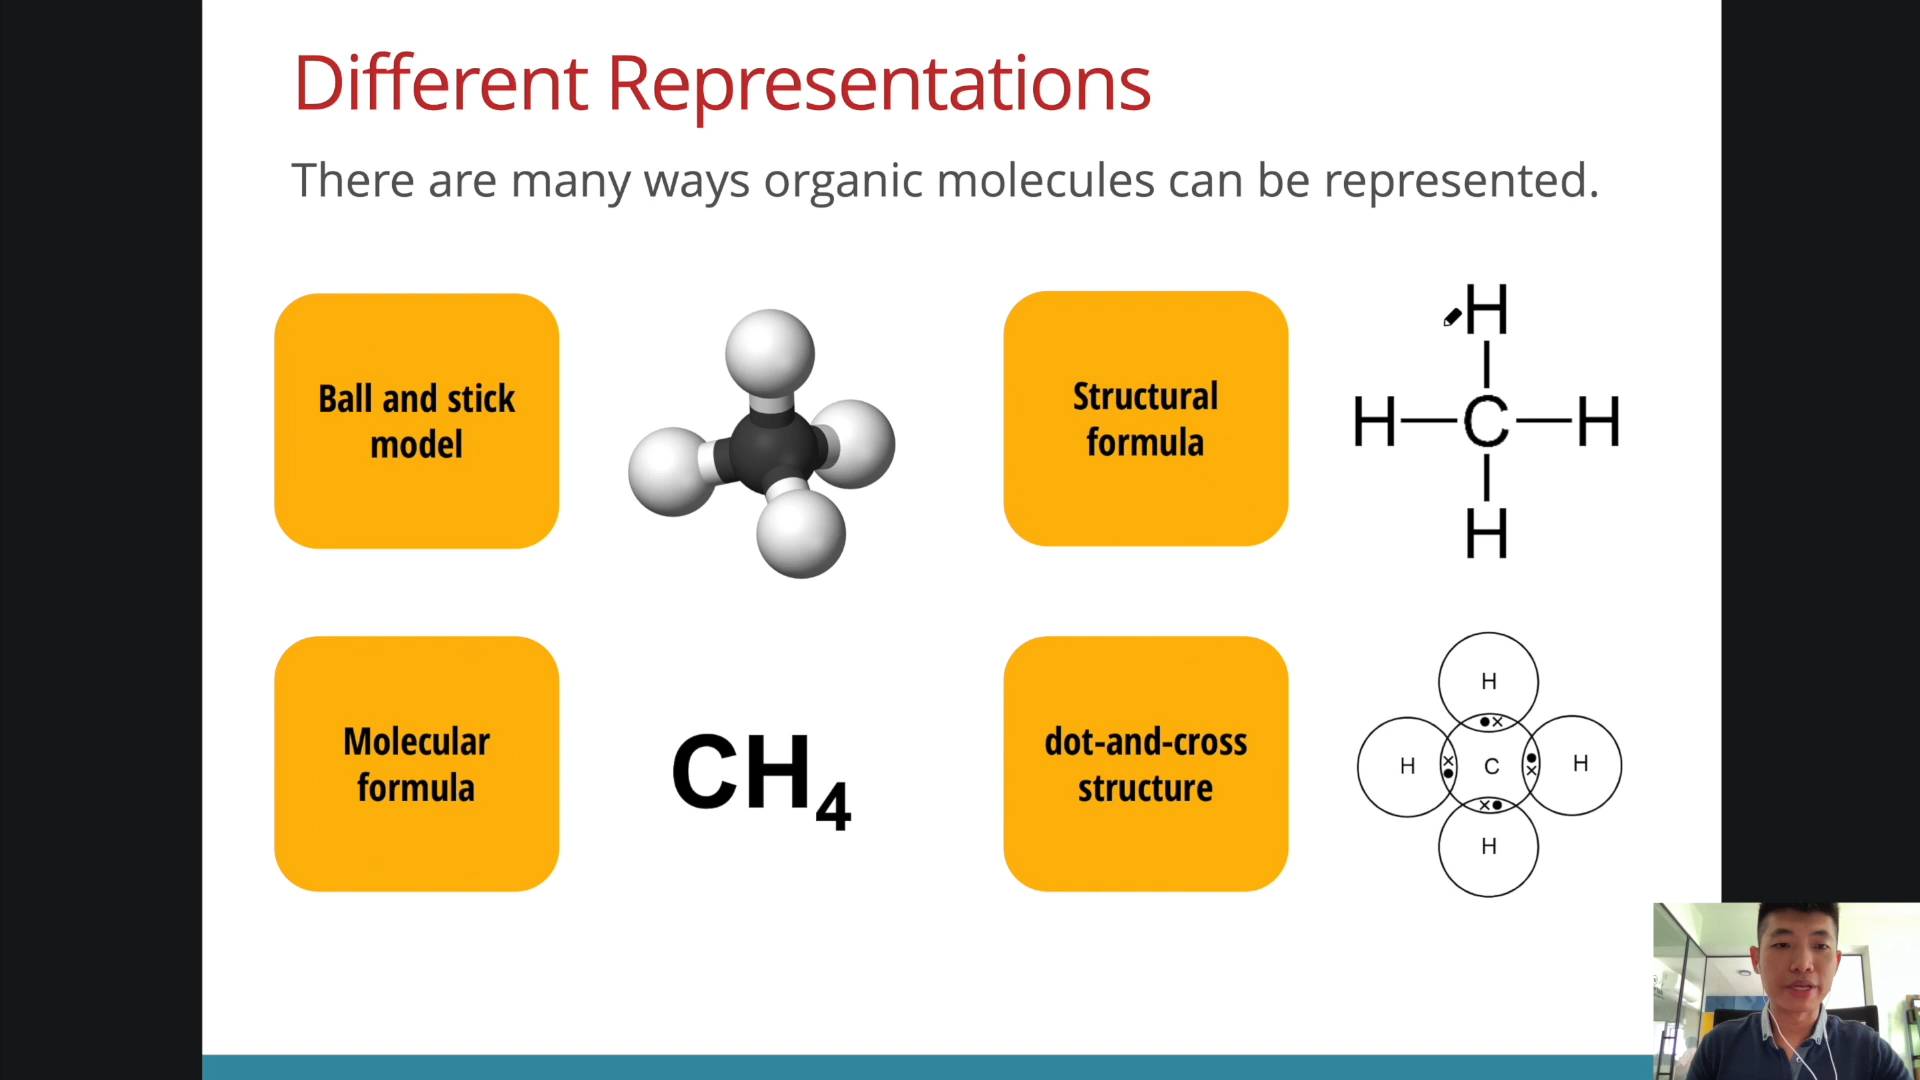 Different Representations
There are many ways organic molecules can be represented.
Ball and stick
model
Structural
formula
H
H C H
H
Molecular
formula
CH₄
dot-and-cross
structure
H
H C H
H